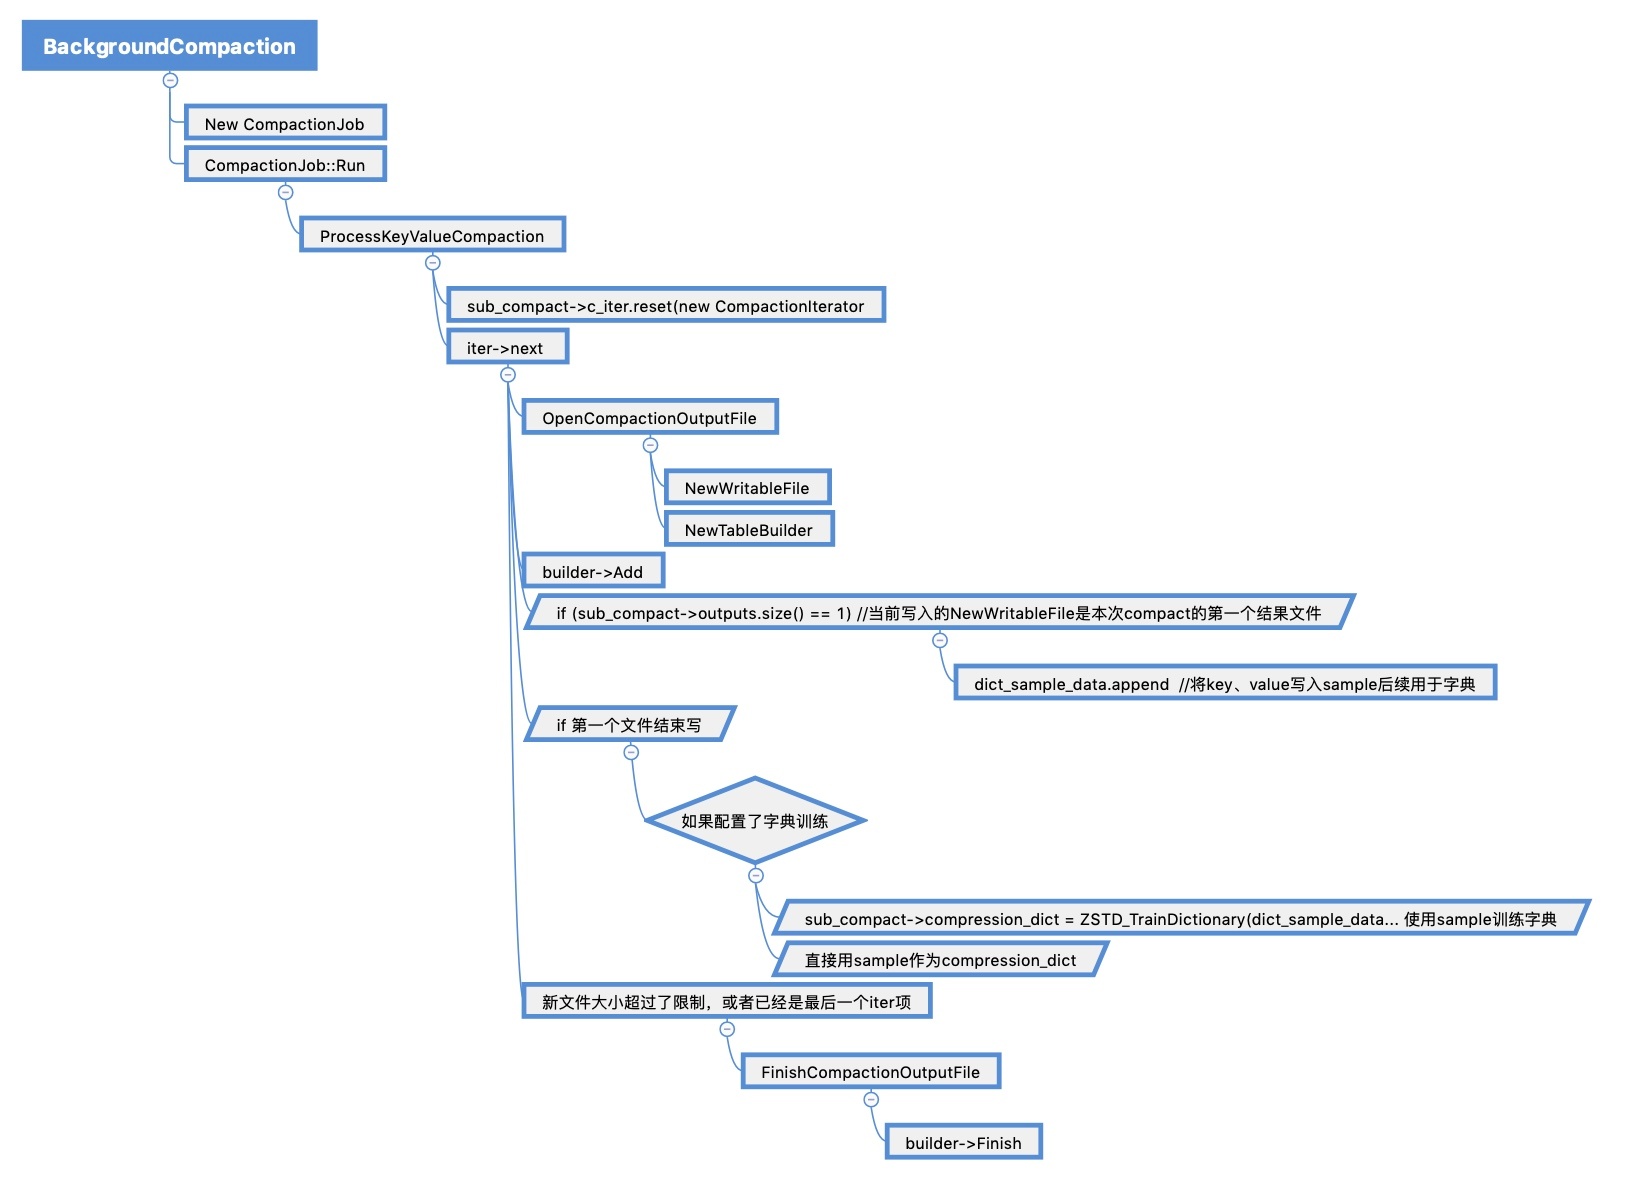 BackgroundCompaction
New CompactionJob
CompactionJob::Run
ProcessKeyValueCompaction
sub_compact->c_iter.reset(new CompactionIterator
iter->next
OpenCompactionOutputFile
NewWritableFile
NewTableBuilder
builder->Add
if (sub_compact->outputs.size() == 1) //当前写入的NewWritableFile是本次compact的第一个结果文件
dict_sample_data.append  //将key、value写入sample后续用于字典
if 第一个文件结束写
如果配置了字典训练
sub_compact->compression_dict = ZSTD_TrainDictionary(dict_sample_data... 使用sample训练字典
直接用sample作为compression_dict
新文件大小超过了限制，或者已经是最后一个iter项
FinishCompactionOutputFile
builder->Finish